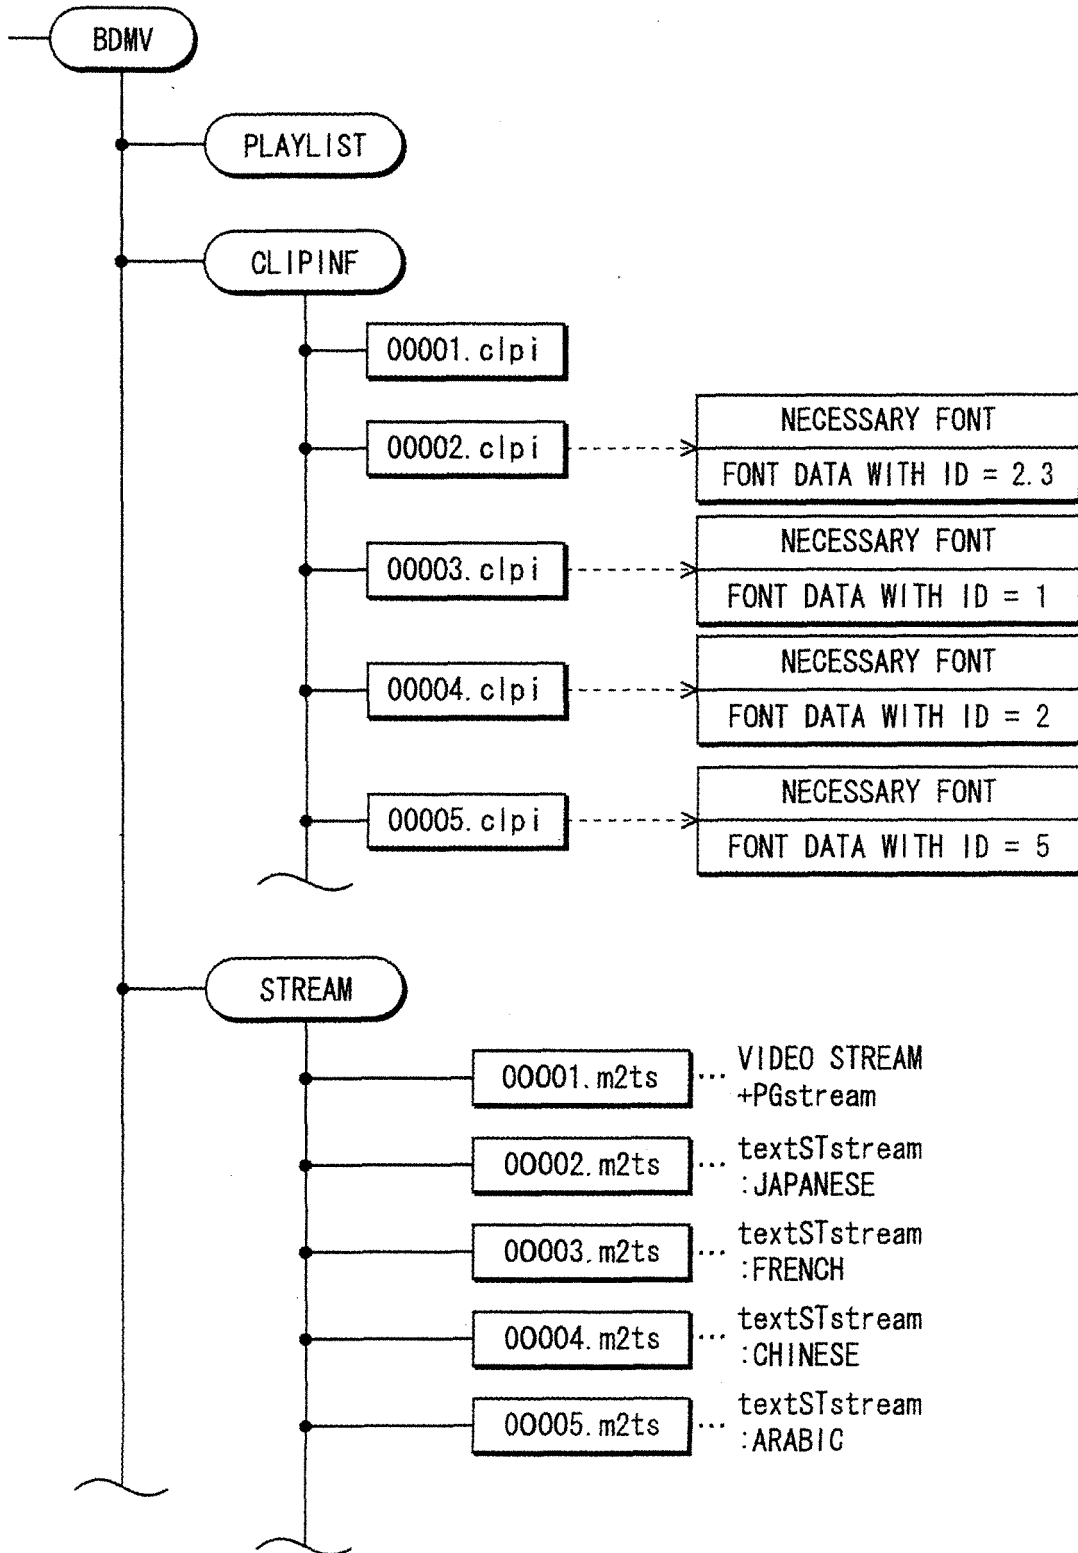 BDMV
PLAYLIST
CLIPINF
00001.clpi
00002.clpi
NECESSARY FONT
FONT DATA WITH ID = 2.3
00003.clpi
NECESSARY FONT
FONT DATA WITH ID = 1
00004.clpi
NECESSARY FONT
FONT DATA WITH ID = 2
00005.clpi
NECESSARY FONT
FONT DATA WITH ID = 5
STREAM
00001.m2ts ... VIDEO STREAM
+PGstream
00002.m2ts ... textSTstream
:JAPANESE
00003.m2ts ... textSTstream
:FRENCH
00004.m2ts ... textSTstream
:CHINESE
00005.m2ts ... textSTstream
:ARABIC